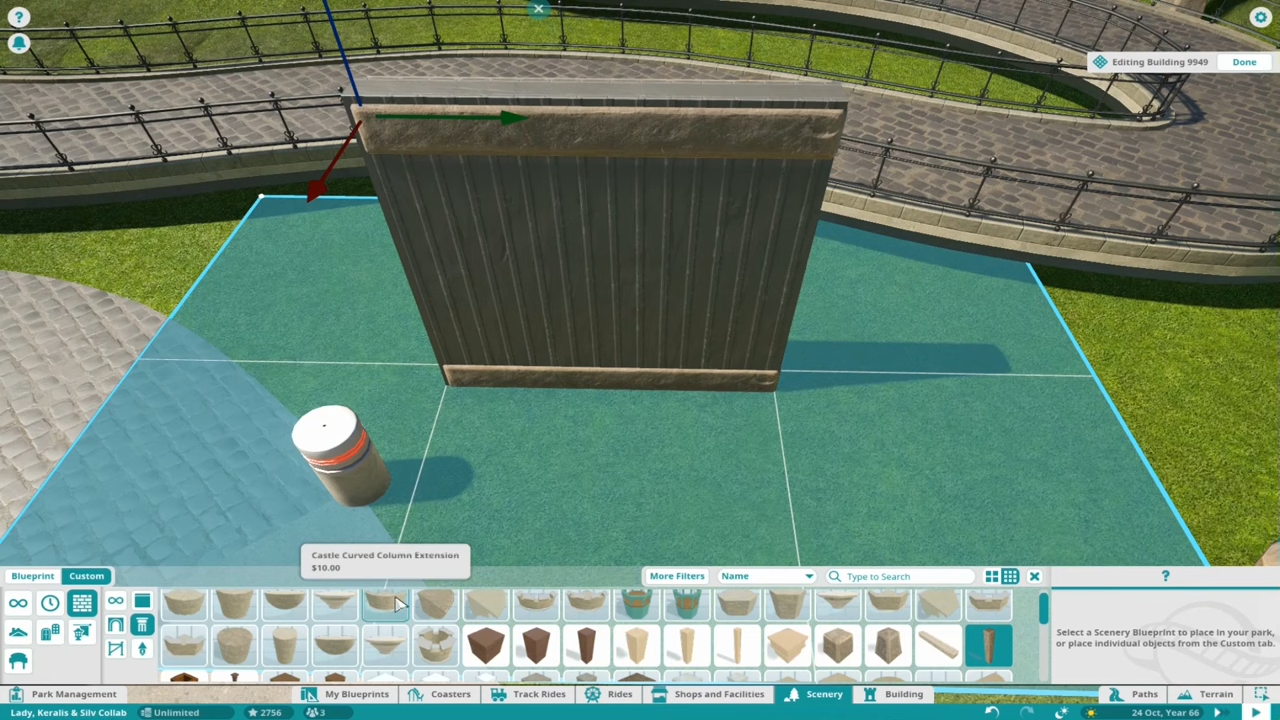 ?
Editing Building 9949
Done
Castle Curved Column Extension
$10.00
Blueprint
Custom
More Filters
Name
Type to Search
?
Select a Scenery Blueprint to place in your park,
or place individual objects from the Custom tab.
Park Management
My Blueprints
Coasters
Track Rides
Rides
Shops and Facilities
Scenery
Building
Paths
Terrain
Lady, Keralis & Silv Collab
Unlimited
2756
3
24 Oct, Year 66